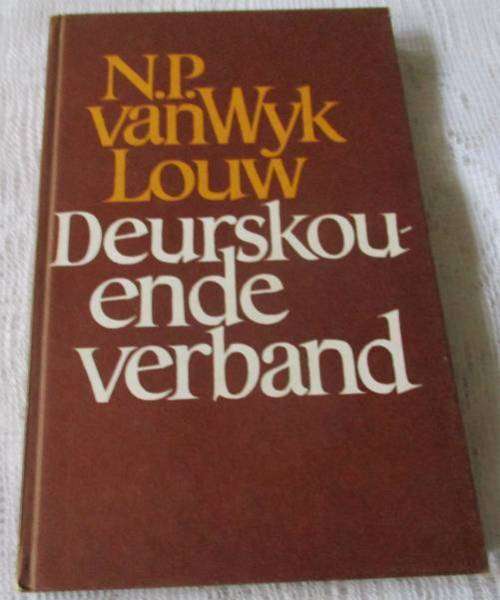 N.P.
van Wyk
Louw
Deurskou-
ende
verband